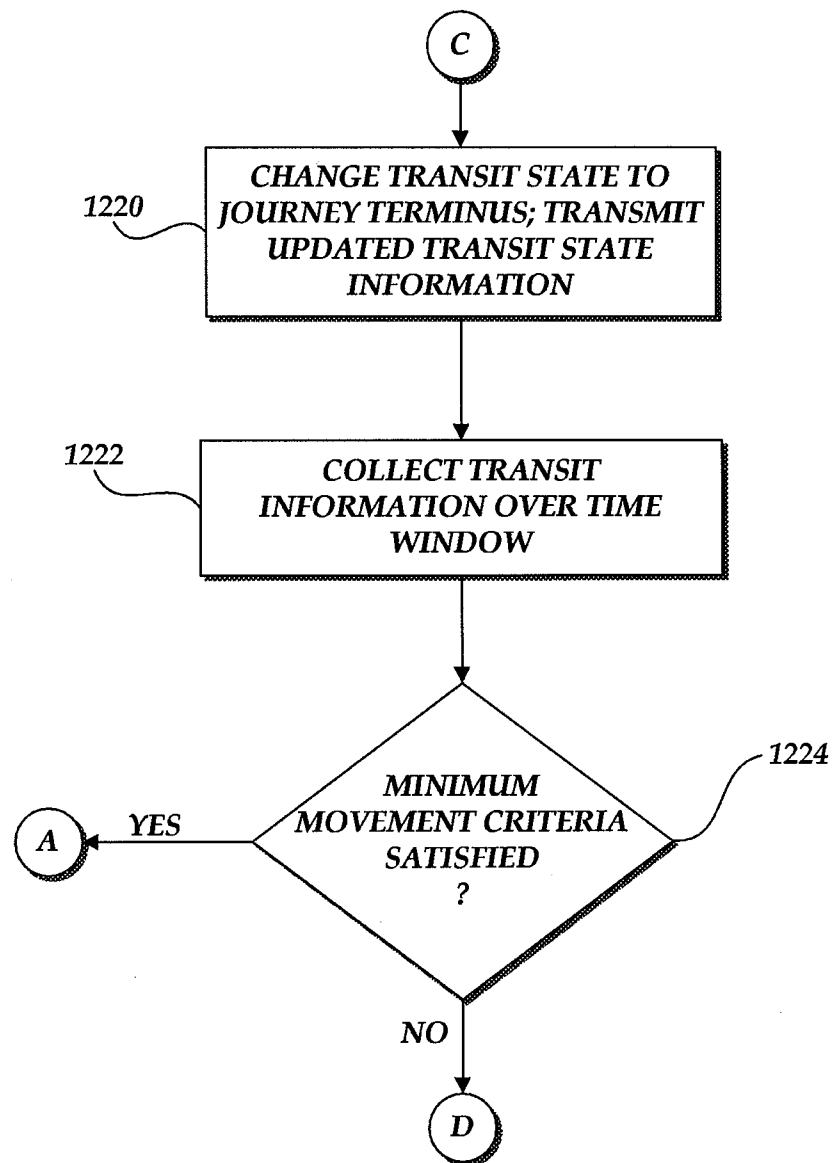 C
1220
CHANGE TRANSIT STATE TO
JOURNEY TERMINUS; TRANSMIT
UPDATED TRANSIT STATE
INFORMATION
1222
COLLECT TRANSIT
INFORMATION OVER TIME
WINDOW
1224
MINIMUM
MOVEMENT CRITERIA
SATISFIED
?
A
YES
NO
D